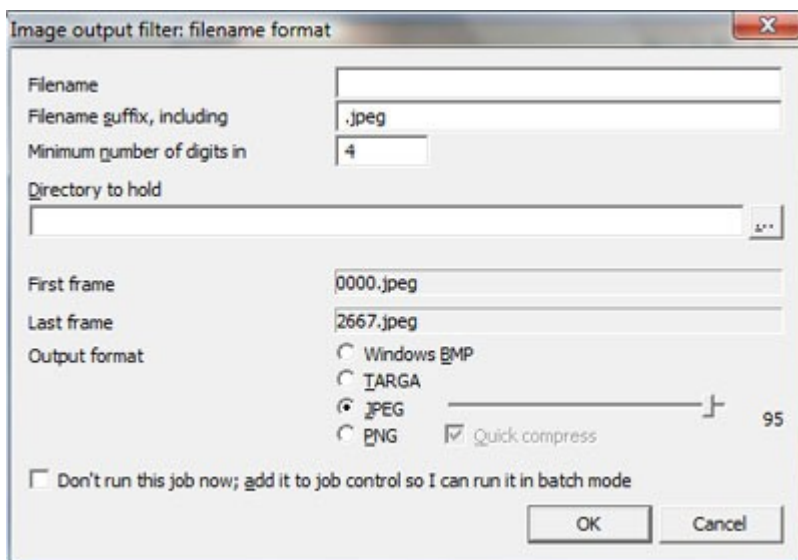 Image output filter: filename format
Filename
Filename suffix, including .jpeg
Minimum number of digits in 4
Directory to hold
...
First frame 0000.jpeg
Last frame 2667.jpeg
Output format Windows BMP
TARGA
JPEG 95
PNG Quick compress
Don't run this job now; add it to job control so I can run it in batch mode
OK Cancel